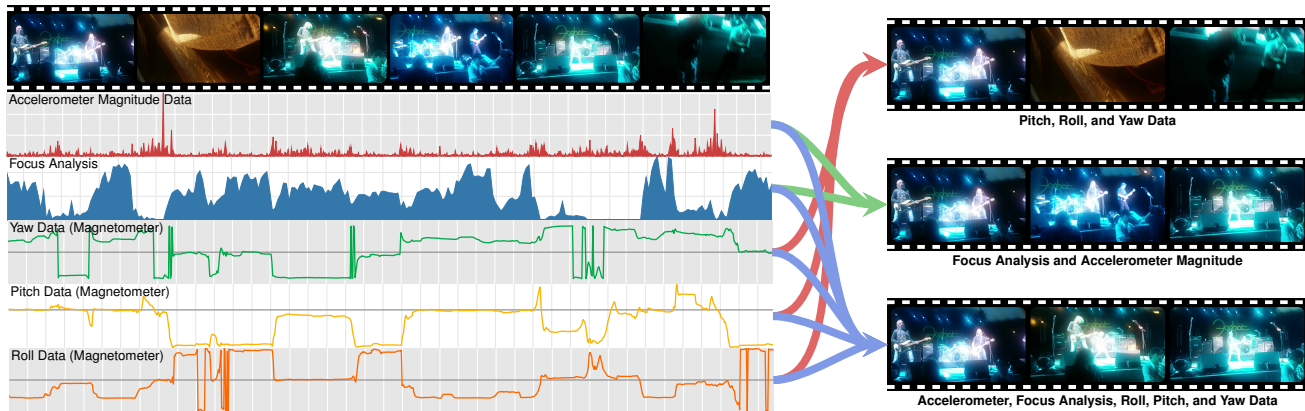 Accelerometer Magnitude Data
Focus Analysis
Yaw Data (Magnetometer)
Pitch Data (Magnetometer)
Roll Data (Magnetometer)
Pitch, Roll, and Yaw Data
Focus Analysis and Accelerometer Magnitude
Accelerometer, Focus Analysis, Roll, Pitch, and Yaw Data